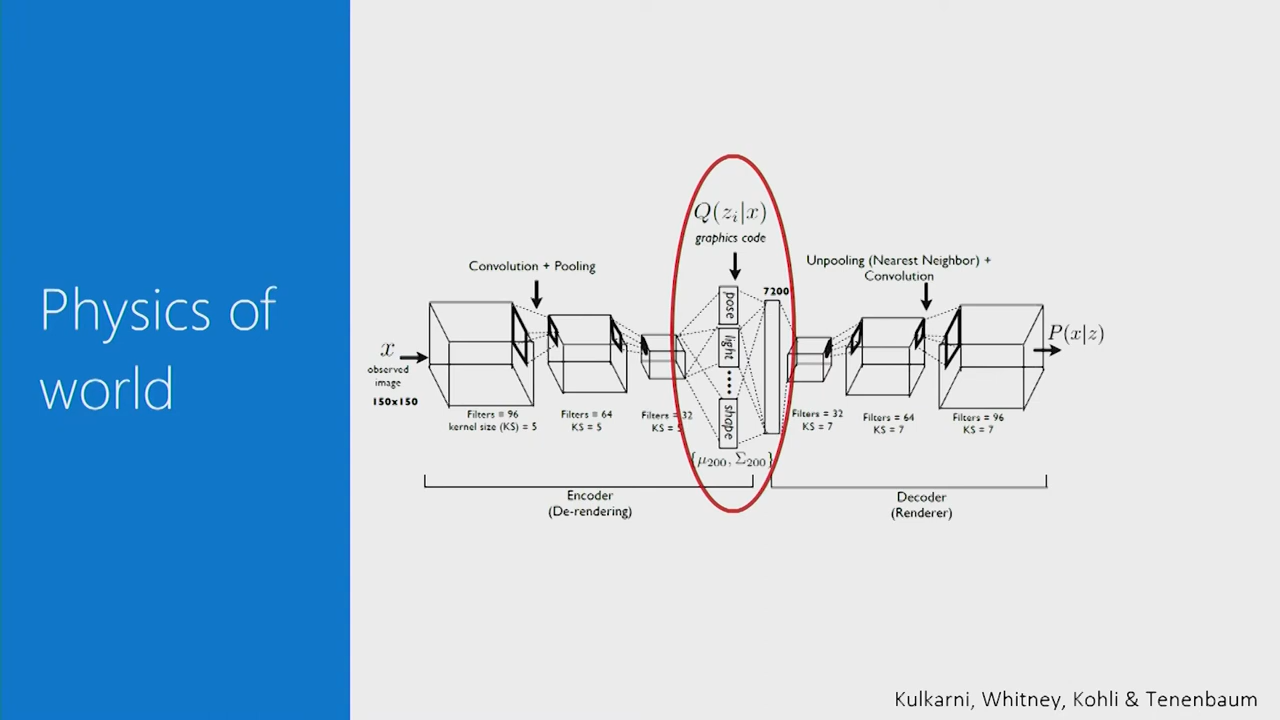 Physics of
world
Q(z_i|x)
graphics code
Convolution + Pooling
Unpooling (Nearest Neighbor) +
Convolution
7200
pose
light
shape
x
observed
image
150x150
P(x|z)
Filters = 96
kernel size (KS) = 5
Filters = 64
KS = 5
Filters = 32
KS = 5
Filters = 32
KS = 7
Filters = 64
KS = 7
Filters = 96
KS = 7
{μ200, Σ200}
Encoder
(De-rendering)
Decoder
(Renderer)
Kulkarni, Whitney, Kohli & Tenenbaum